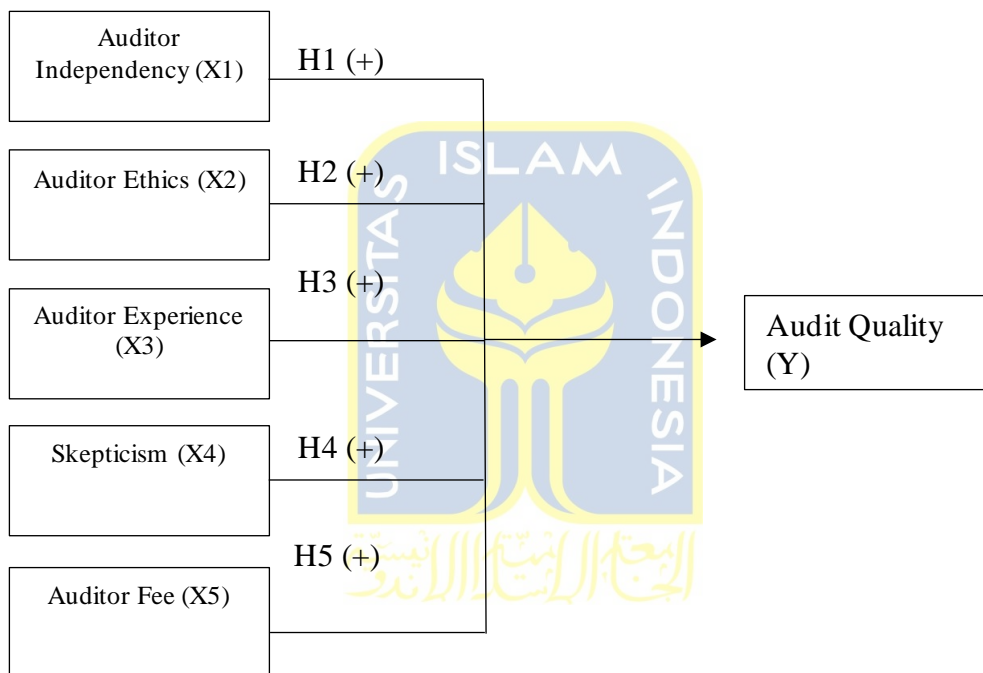 Auditor
Independency (X1)
H1 (+)
Auditor Ethics (X2)
H2 (+)
Auditor Experience
(X3)
H3 (+)
Skepticism (X4)
H4 (+)
Auditor Fee (X5)
H5 (+)
Audit Quality
(Y)
UNIVERSITAS
ISLAM
INDONESIA